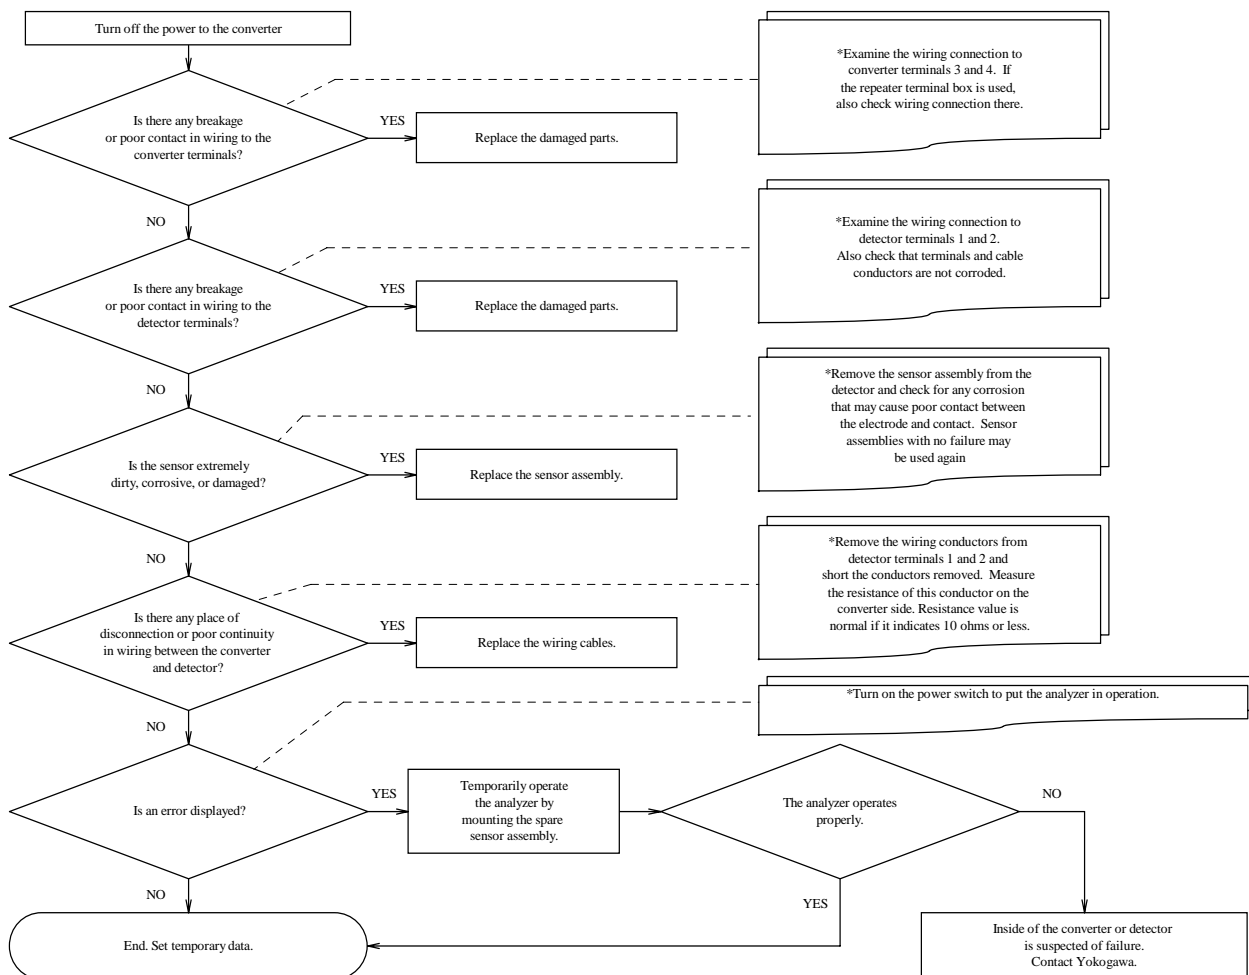 Turn off the power to the converter
*Examine the wiring connection to
converter terminals 3 and 4. If
the repeater terminal box is used,
also check wiring connection there.
Is there any breakage
or poor contact in wiring to the
converter terminals?
YES
Replace the damaged parts.
NO
*Examine the wiring connection to
detector terminals 1 and 2.
Also check that terminals and cable
conductors are not corroded.
Is there any breakage
or poor contact in wiring to the
detector terminals?
YES
Replace the damaged parts.
NO
*Remove the sensor assembly from the
detector and check for any corrosion
that may cause poor contact between
the electrode and contact. Sensor
assemblies with no failure may
be used again
Is the sensor extremely
dirty, corrosive, or damaged?
YES
Replace the sensor assembly.
NO
*Remove the wiring conductors from
detector terminals 1 and 2 and
short the conductors removed. Measure
the resistance of this conductor on the
converter side. Resistance value is
normal if it indicates 10 ohms or less.
Is there any place of
disconnection or poor continuity
in wiring between the converter
and detector?
YES
Replace the wiring cables.
NO
*Turn on the power switch to put the analyzer in operation.
Is an error displayed?
YES
Temporarily operate
the analyzer by
mounting the spare
sensor assembly.
The analyzer operates
properly.
NO
NO
YES
End. Set temporary data.
Inside of the converter or detector
is suspected of failure.
Contact Yokogawa.